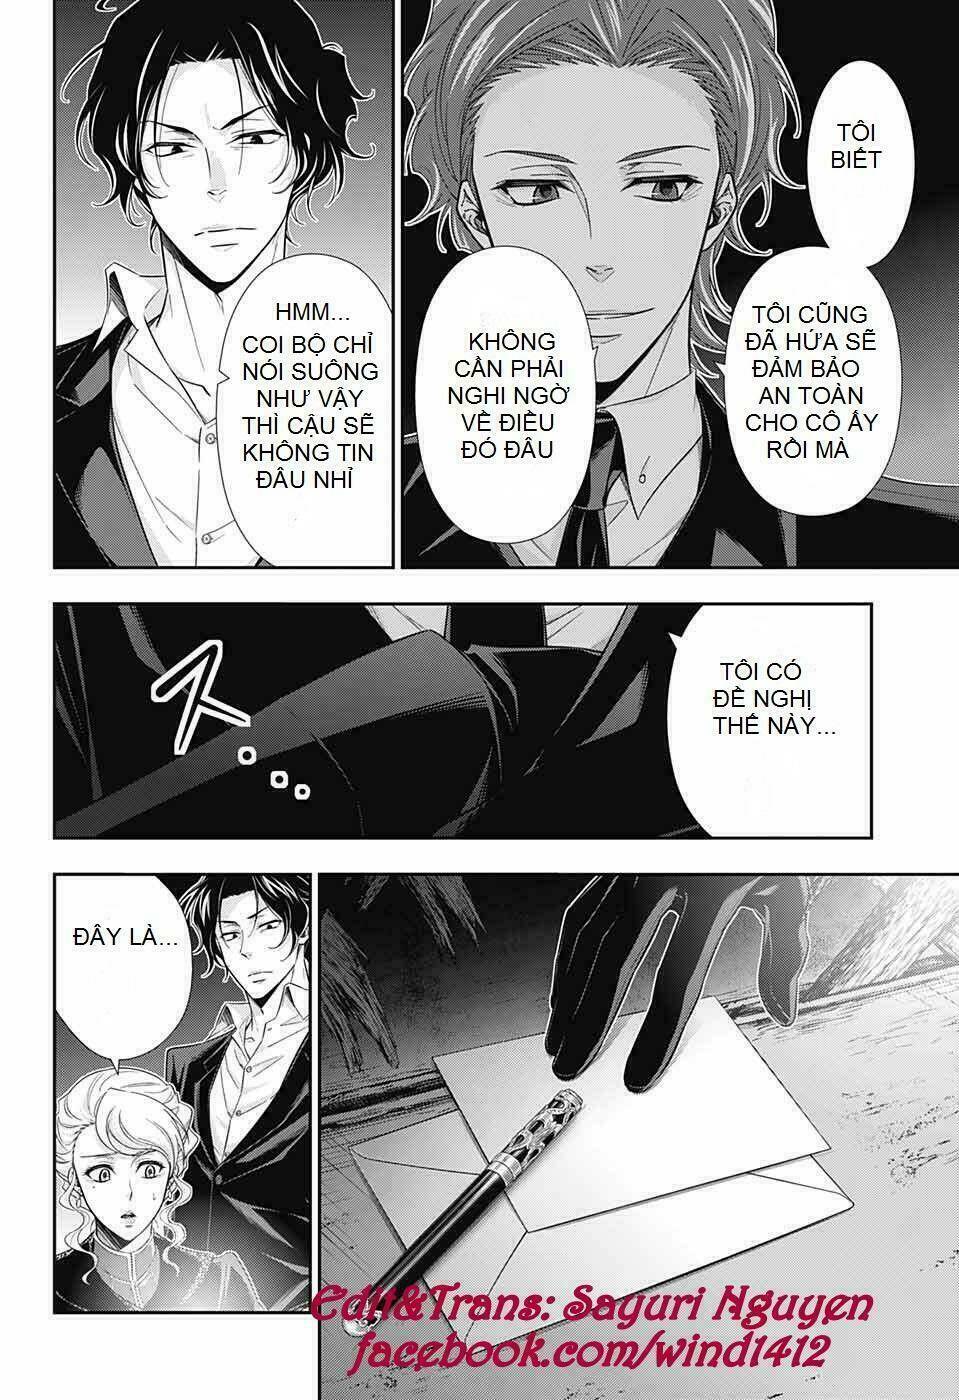 TÔI
BIẾT
TÔI CŨNG
ĐÃ HỨA SẼ
ĐẢM BẢO
AN TOÀN
CHO CÔ ẤY
RỒI MÀ
KHÔNG
CẦN PHẢI
NGHI NGỜ
VỀ ĐIỀU
ĐÓ ĐÂU
HMM...
COI BỘ CHỈ
NÓI SUÔNG
NHƯ VẬY
THÌ CẬU SẼ
KHÔNG TIN
ĐÂU NHỈ
TÔI CÓ
ĐỀ NGHỊ
THẾ NÀY...
ス
ĐÂY LÀ...
Edit&Trans: Sayuri Nguyen
facebook.com/wind1412